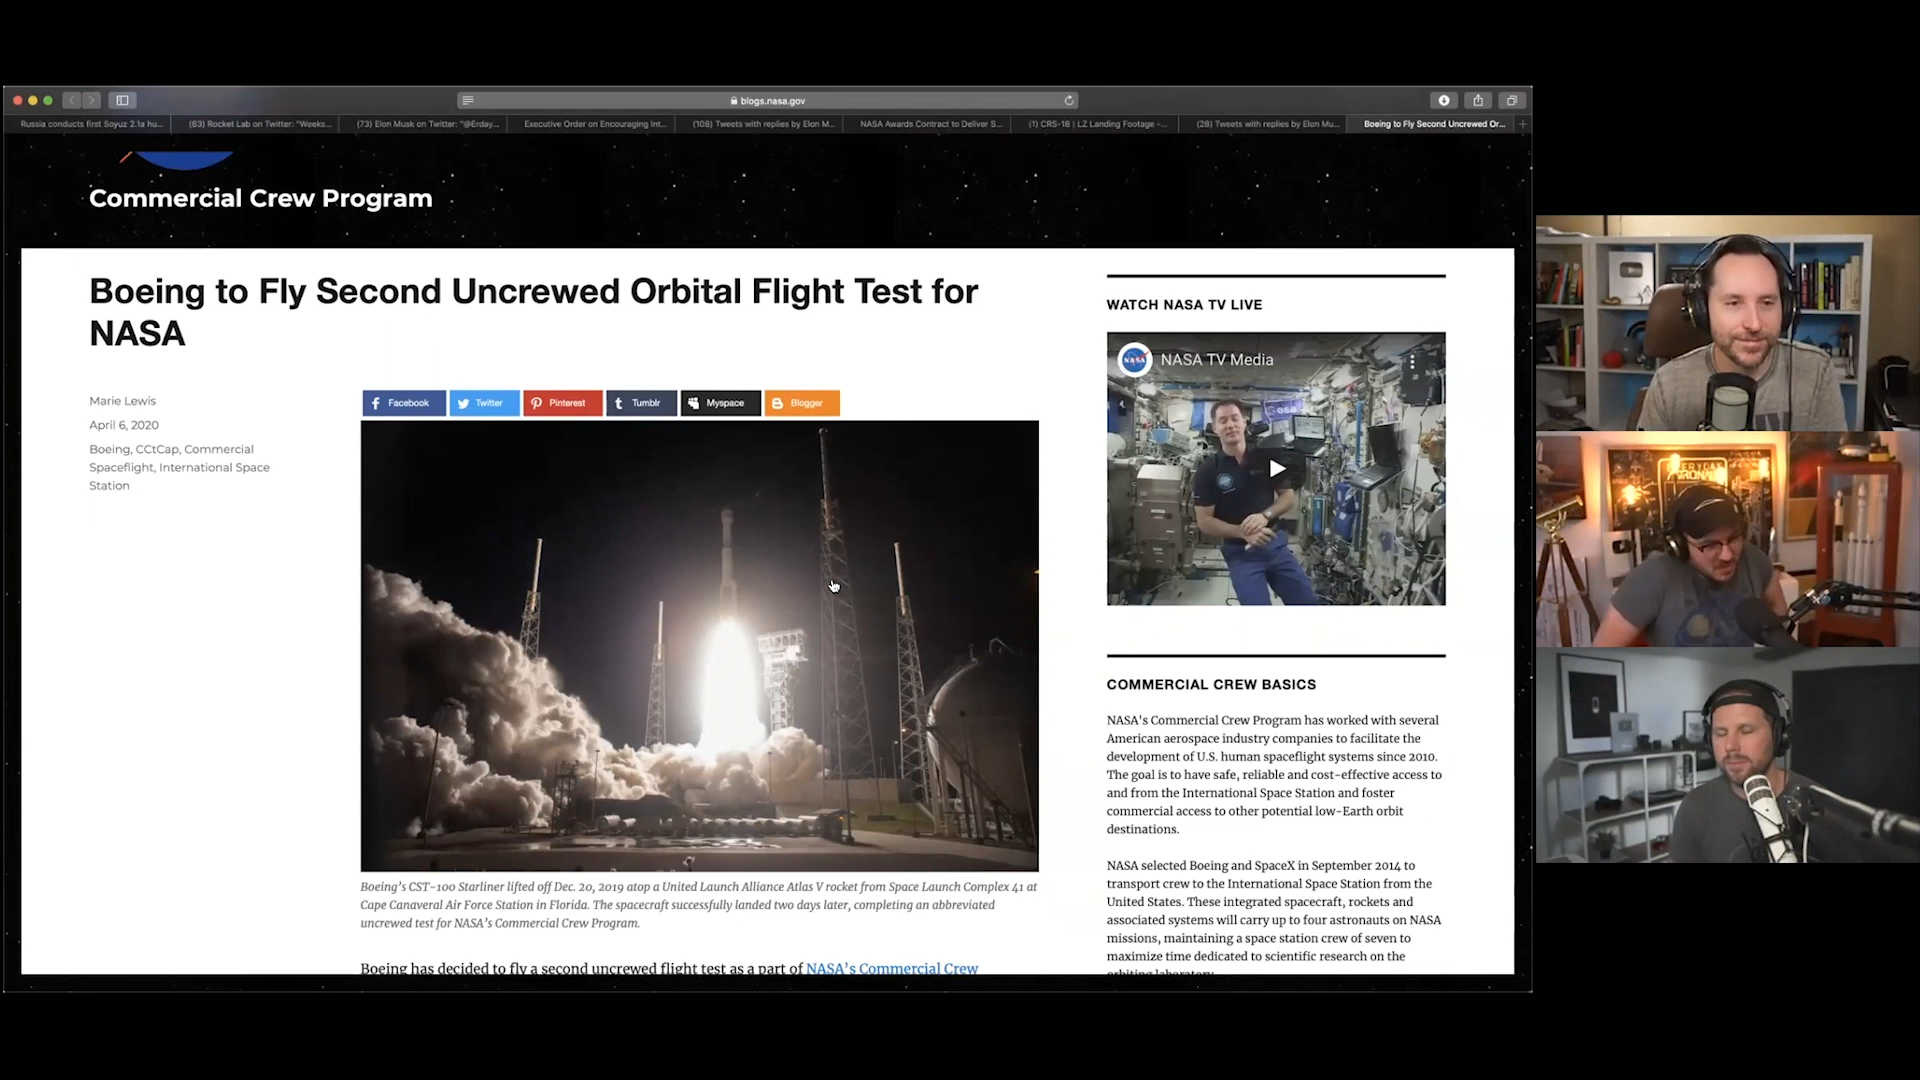 blogs.nasa.gov
Russia conducts first Soyuz 2.1a hu...
(63) Rocket Lab on Twitter: "Weeks...
(73) Elon Musk on Twitter: "@Erday...
Executive Order on Encouraging Int...
(108) Tweets with replies by Elon M...
NASA Awards Contract to Deliver S...
(1) CRS-18 | LZ Landing Footage -...
(28) Tweets with replies by Elon Mu...
Boeing to Fly Second Uncrewed Or...
Commercial Crew Program
Boeing to Fly Second Uncrewed Orbital Flight Test for
NASA
Marie Lewis
April 6, 2020
Boeing, CCtCap, Commercial
Spaceflight, International Space
Station
Facebook
Twitter
Pinterest
Tumblr
Myspace
Blogger
Boeing's CST-100 Starliner lifted off Dec. 20, 2019 atop a United Launch Alliance Atlas V rocket from Space Launch Complex 41 at
Cape Canaveral Air Force Station in Florida. The spacecraft successfully landed two days later, completing an abbreviated
uncrewed test for NASA's Commercial Crew Program.
Boeing has decided to fly a second uncrewed flight test as a part of NASA's Commercial Crew
WATCH NASA TV LIVE
NASA
NASA TV Media
esa
COMMERCIAL CREW BASICS
NASA's Commercial Crew Program has worked with several
American aerospace industry companies to facilitate the
development of U.S. human spaceflight systems since 2010.
The goal is to have safe, reliable and cost-effective access to
and from the International Space Station and foster
commercial access to other potential low-Earth orbit
destinations.
NASA selected Boeing and SpaceX in September 2014 to
transport crew to the International Space Station from the
United States. These integrated spacecraft, rockets and
associated systems will carry up to four astronauts on NASA
missions, maintaining a space station crew of seven to
maximize time dedicated to scientific research on the
orbiting laboratory.
EVERYDAY
ASTRONAUT